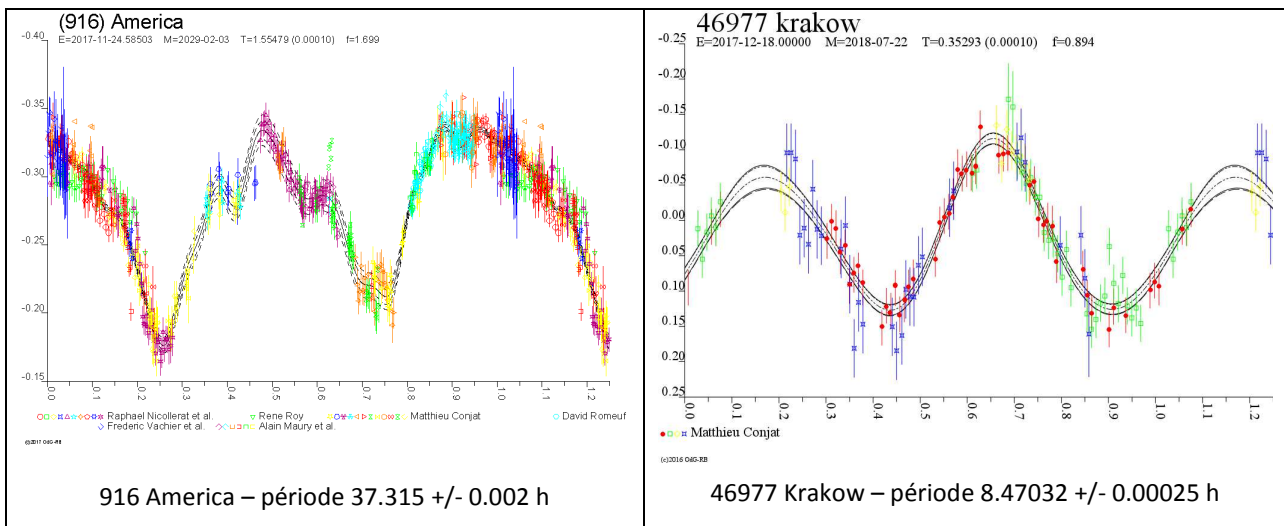 (916) America
E=2017-11-24.58503 M=2029-02-03 T=1.55479 (0.00010) f=1.699
-0.40
-0.35
-0.30
-0.25
-0.20
-0.15
0.0 0.1 0.2 0.3 0.4 0.5 0.6 0.7 0.8 0.9 1.0 1.1 1.2
Raphael Nicollerat et al. Rene Roy Matthieu Conjat David Romeuf
Frederic Vachier et al. Alain Maury et al.
(c)2017 OdG-RB
916 America – période 37.315 +/- 0.002 h
46977 krakow
E=2017-12-18.00000 M=2018-07-22 T=0.35293 (0.00010) f=0.894
-0.25
-0.20
-0.15
-0.10
-0.05
0.00
0.05
0.10
0.15
0.20
0.25
0.0 0.1 0.2 0.3 0.4 0.5 0.6 0.7 0.8 0.9 1.0 1.1 1.2
Matthieu Conjat
(c)2016 OdG-RB
46977 Krakow – période 8.47032 +/- 0.00025 h